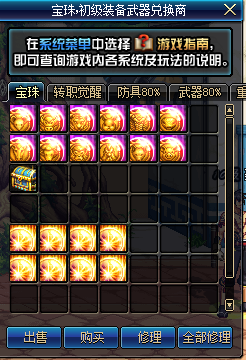 宝珠·初级装备武器兑换商
在系统菜单中选择 游戏指南,
即可查询游戏内各系统及玩法的说明。
宝珠 转职觉醒 防具80% 武器80% 重
出售 购买 修理 全部修理